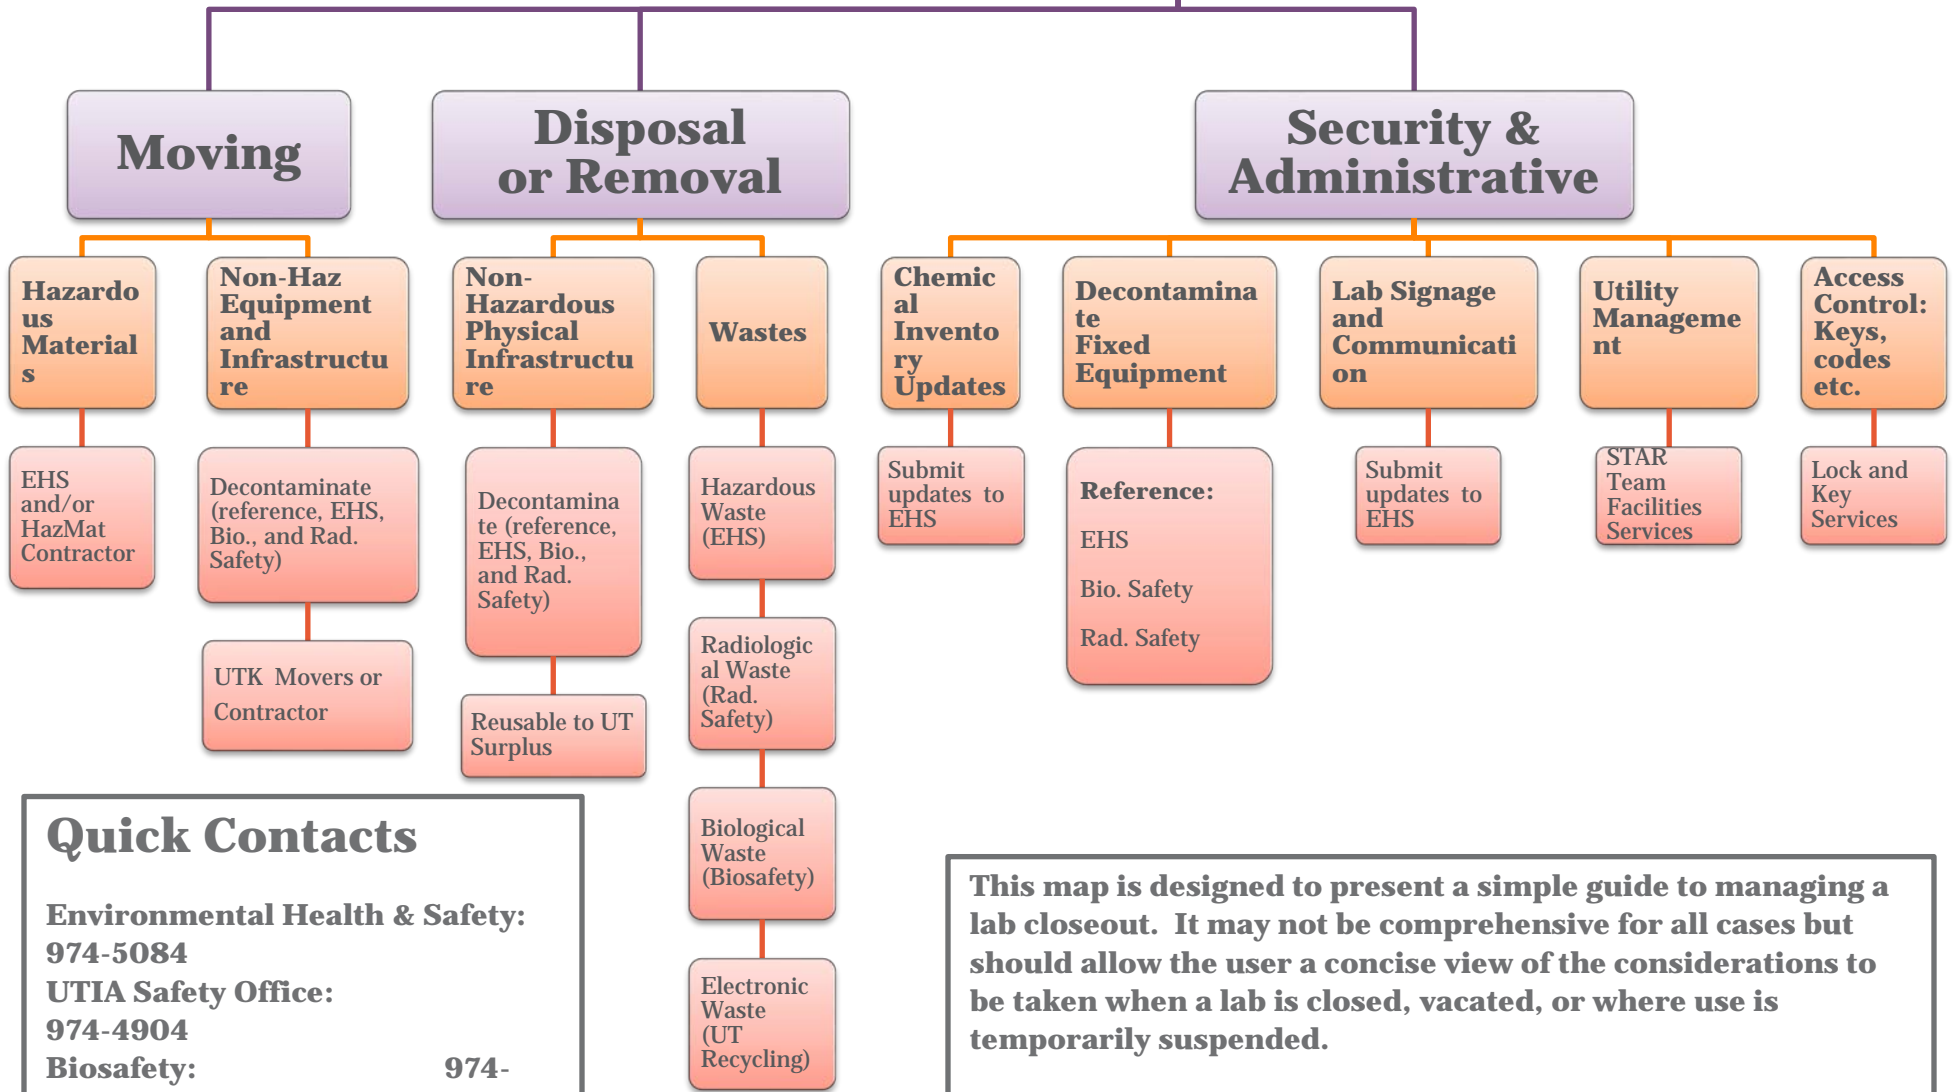 Moving
Disposal
or Removal
Security &
Administrative
Hazardo
us
Material
s
Non-Haz
Equipment
and
Infrastructu
re
Non-
Hazardous
Physical
Infrastructu
re
Wastes
Chemic
al
Invento
ry
Updates
Decontamina
te
Fixed
Equipment
Lab Signage
and
Communicati
on
Utility
Manageme
nt
Access
Control:
Keys,
codes
etc.
EHS
and/or
HazMat
Contractor
Decontaminate
(reference, EHS,
Bio., and Rad.
Safety)
UTK Movers or
Contractor
Decontamina
te (reference,
EHS, Bio.,
and Rad.
Safety)
Reusable to UT
Surplus
Hazardous
Waste
(EHS)
Radiologic
al Waste
(Rad.
Safety)
Biological
Waste
(Biosafety)
Electronic
Waste
(UT
Recycling)
Submit
updates to
EHS
Reference:
EHS
Bio. Safety
Rad. Safety
Submit
updates to
EHS
STAR
Team
Facilities
Services
Lock and
Key
Services
Quick Contacts
Environmental Health & Safety:
974-5084
UTIA Safety Office:
974-4904
Biosafety: 974-
This map is designed to present a simple guide to managing a
lab closeout. It may not be comprehensive for all cases but
should allow the user a concise view of the considerations to
be taken when a lab is closed, vacated, or where use is
temporarily suspended.